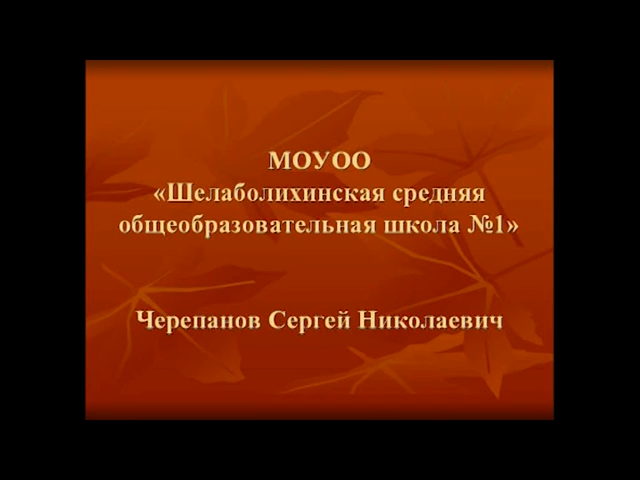 МОУОО
«Шелаболихинская средняя
общеобразовательная школа №1»
Черепанов Сергей Николаевич